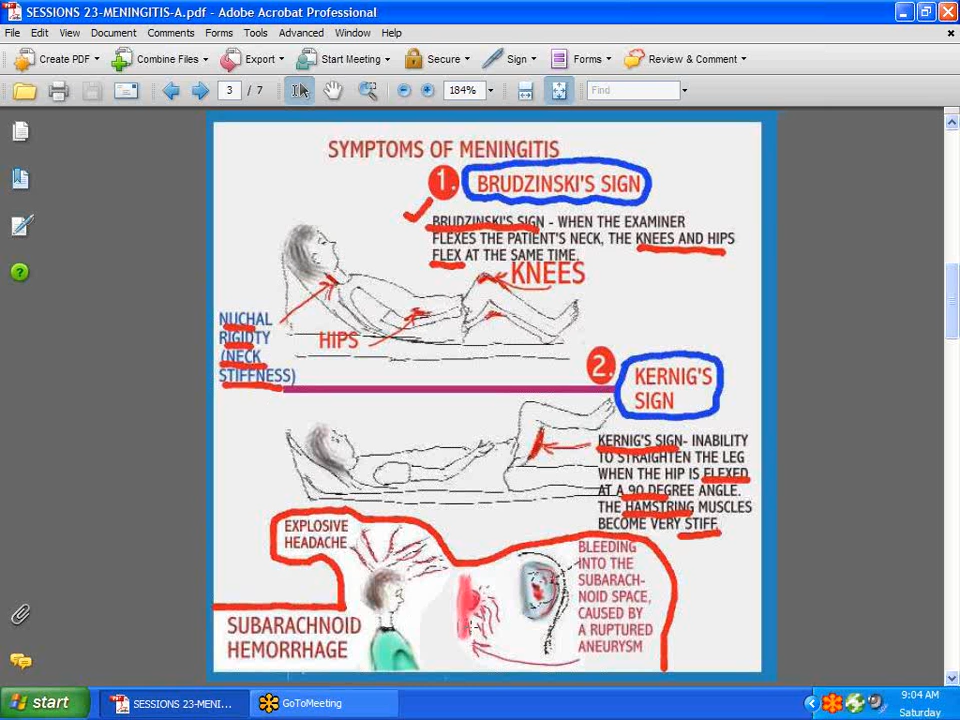 SESSIONS 23-MENINGITIS-A.pdf - Adobe Acrobat Professional
File Edit View Document Comments Forms Tools Advanced Window Help
Create PDF Combine Files Export Start Meeting Secure Sign Forms Review & Comment
3 / 7 184% Find
SYMPTOMS OF MENINGITIS
1. BRUDZINSKI'S SIGN
BRUDZINSKI'S SIGN - WHEN THE EXAMINER
FLEXES THE PATIENT'S NECK, THE KNEES AND HIPS
FLEX AT THE SAME TIME.
KNEES
NUCHAL
RIGIDTY
(NECK
STIFFNESS)
HIPS
2. KERNIG'S
SIGN
KERNIG'S SIGN- INABILITY
TO STRAIGHTEN THE LEG
WHEN THE HIP IS FLEXED
AT A 90 DEGREE ANGLE.
THE HAMSTRING MUSCLES
BECOME VERY STIFF.
EXPLOSIVE
HEADACHE
BLEEDING
INTO THE
SUBARACH-
NOID SPACE,
CAUSED BY
A RUPTURED
ANEURYSM
SUBARACHNOID
HEMORRHAGE
start SESSIONS 23-MENI... GoToMeeting 9:04 AM
Saturday